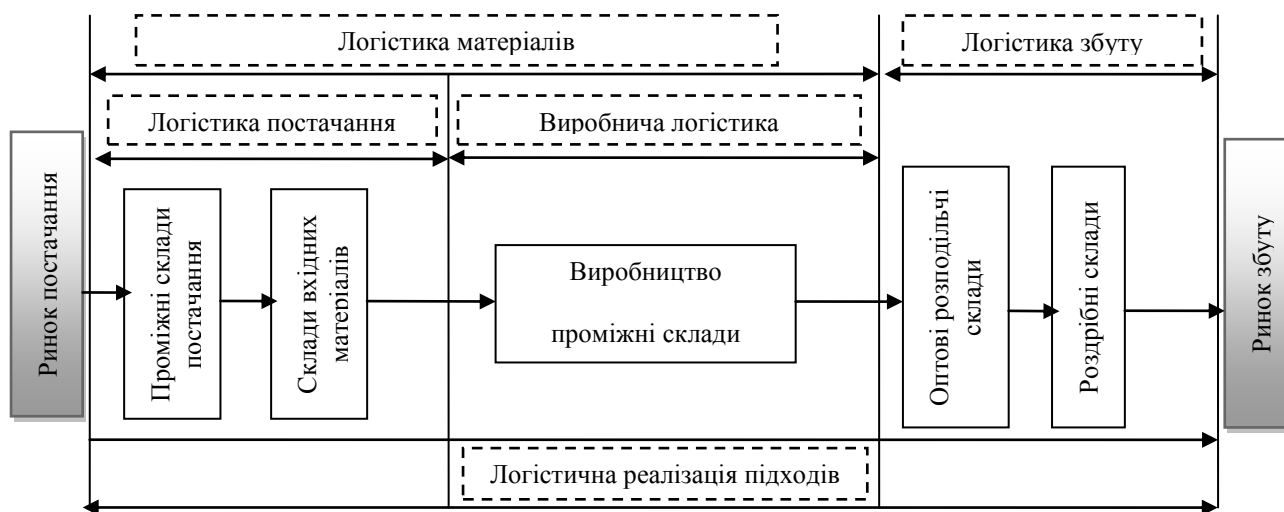 Логістика матеріалів
Логістика збуту
Логістика постачання
Виробнича логістика
Ринок постачання
Проміжні склади
постачання
Склади вхідних
матеріалів
Виробництво
проміжні склади
Оптові розподільчі
склади
Роздрібні склади
Ринок збуту
Логістична реалізація підходів